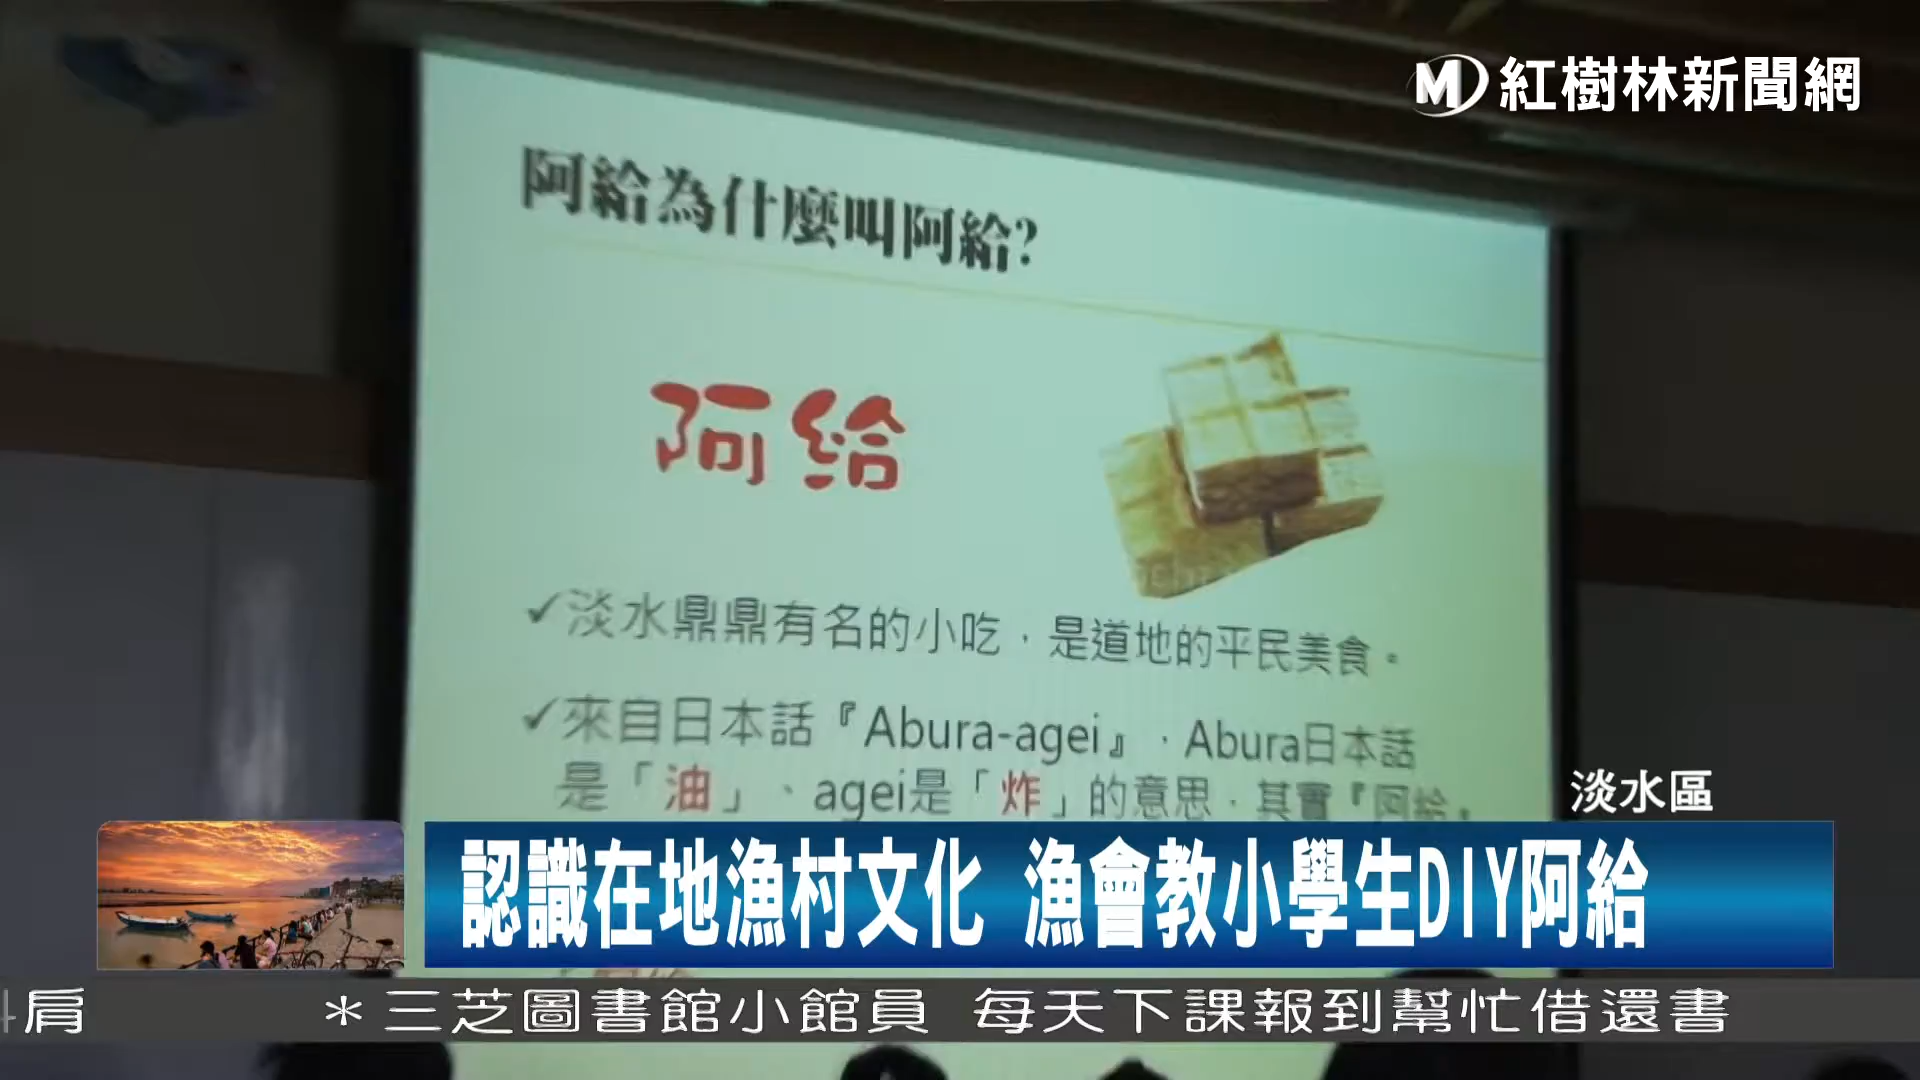 紅樹林新聞網
阿給為什麼叫阿給?
阿給
✓淡水鼎鼎有名的小吃，是道地的平民美食。
✓來自日本話『Abura-agei』，Abura日本話
是「油」、agei是「炸」的意思，其實『阿給』
淡水區
認識在地漁村文化 漁會教小學生DIY阿給
肩 ＊三芝圖書館小館員 每天下課報到幫忙借還書